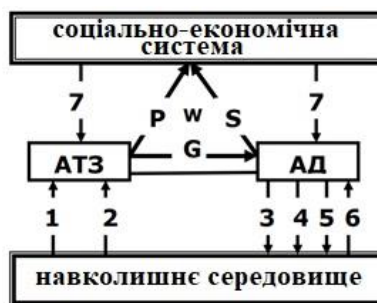 соціально-економічна
система
7 P W S 7
G
АТЗ АД
1 2 3 4 5 6
навколишнє середовище